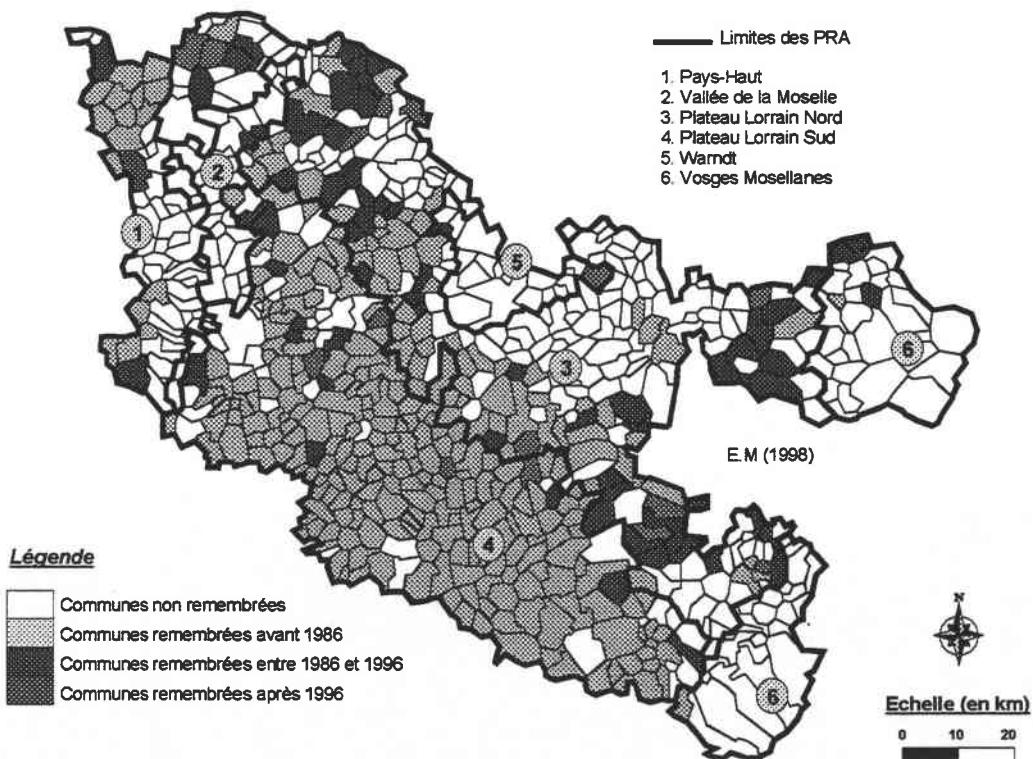 Limites des PRA
1. Pays-Haut
2. Vallée de la Moselle
3. Plateau Lorrain Nord
4. Plateau Lorrain Sud
5. Warndt
6. Vosges Mosellanes
1
2
3
4
5
6
6
E.M (1998)
Légende
Communes non remembrées
Communes remembrées avant 1986
Communes remembrées entre 1986 et 1996
Communes remembrées après 1996
N
Echelle (en km)
0 10 20